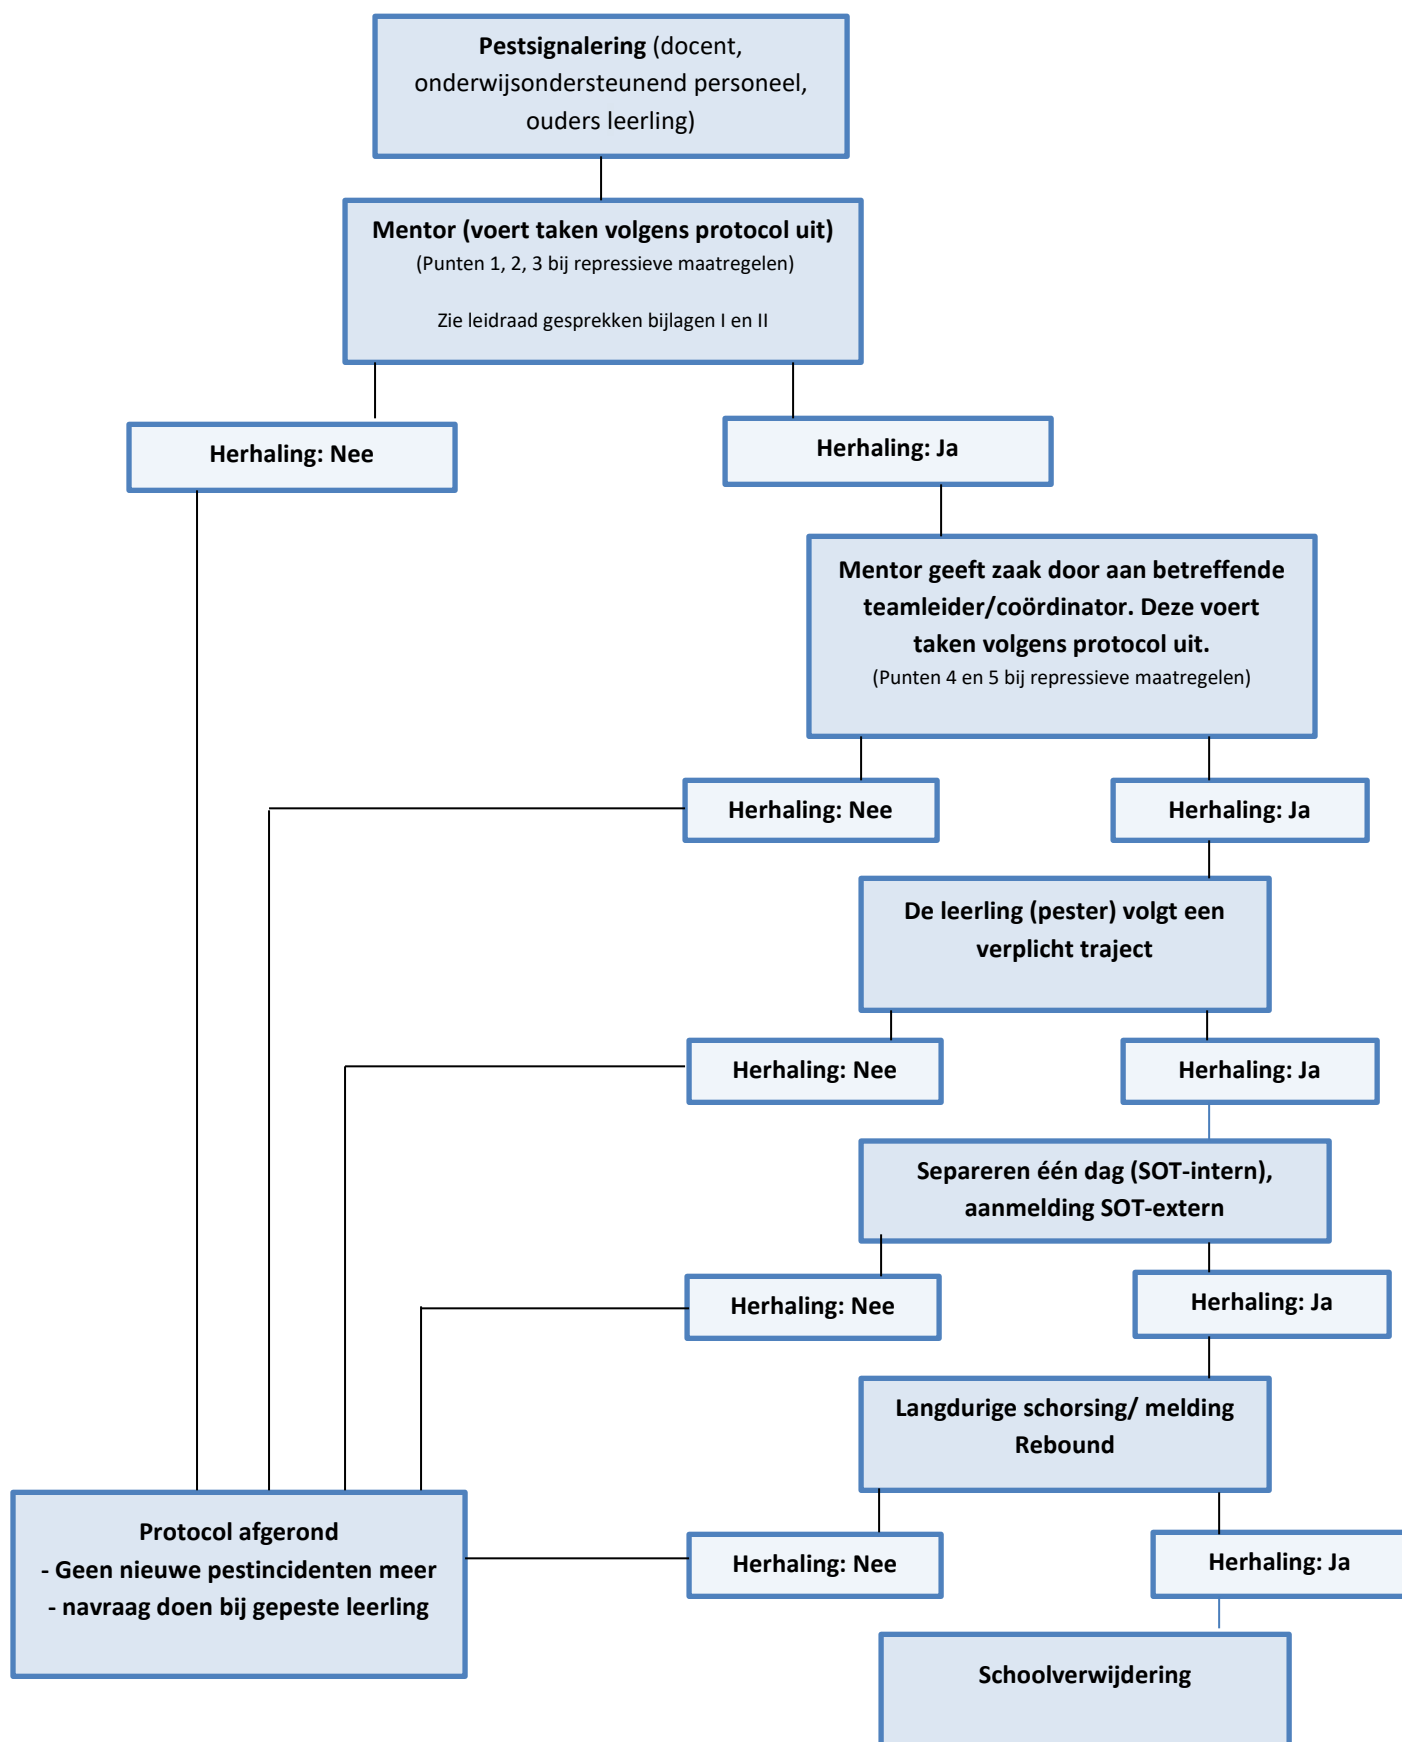 Pestsignalering (docent,
onderwijsondersteunend personeel,
ouders leerling)
Mentor (voert taken volgens protocol uit)
(Punten 1, 2, 3 bij repressieve maatregelen)
Zie leidraad gesprekken bijlagen I en II
Herhaling: Nee
Herhaling: Ja
Mentor geeft zaak door aan betreffende
teamleider/coördinator. Deze voert
taken volgens protocol uit.
(Punten 4 en 5 bij repressieve maatregelen)
Herhaling: Nee
Herhaling: Ja
De leerling (pester) volgt een
verplicht traject
Herhaling: Nee
Herhaling: Ja
Separeren één dag (SOT-intern),
aanmelding SOT-extern
Herhaling: Nee
Herhaling: Ja
Langdurige schorsing/ melding
Rebound
Protocol afgerond
- Geen nieuwe pestincidenten meer
- navraag doen bij gepeste leerling
Herhaling: Nee
Herhaling: Ja
Schoolverwijdering